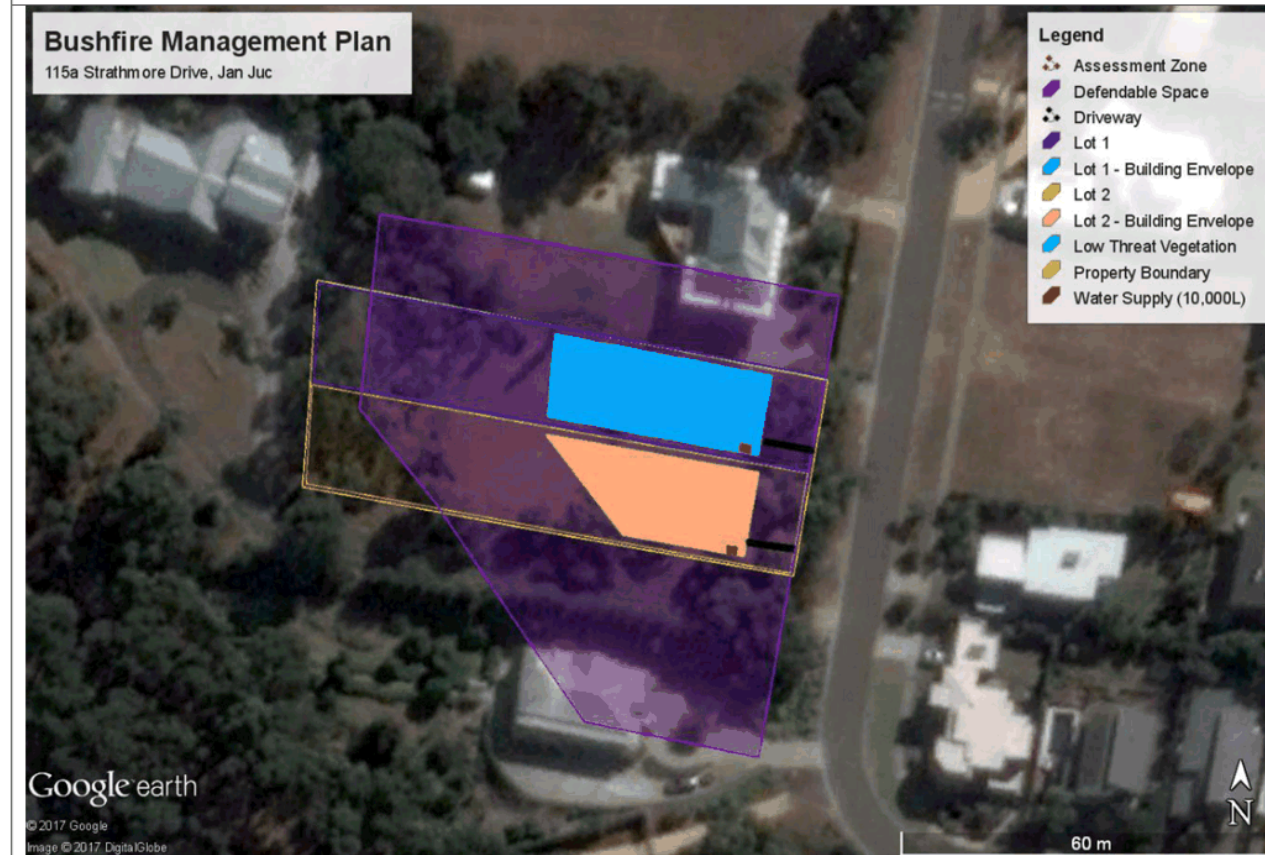 Bushfire Management Plan
115a Strathmore Drive, Jan Juc
Legend
Assessment Zone
Defendable Space
Driveway
Lot 1
Lot 1 - Building Envelope
Lot 2
Lot 2 - Building Envelope
Low Threat Vegetation
Property Boundary
Water Supply (10,000L)
Google earth
© 2017 Google
Image © 2017 DigitalGlobe
N
60 m